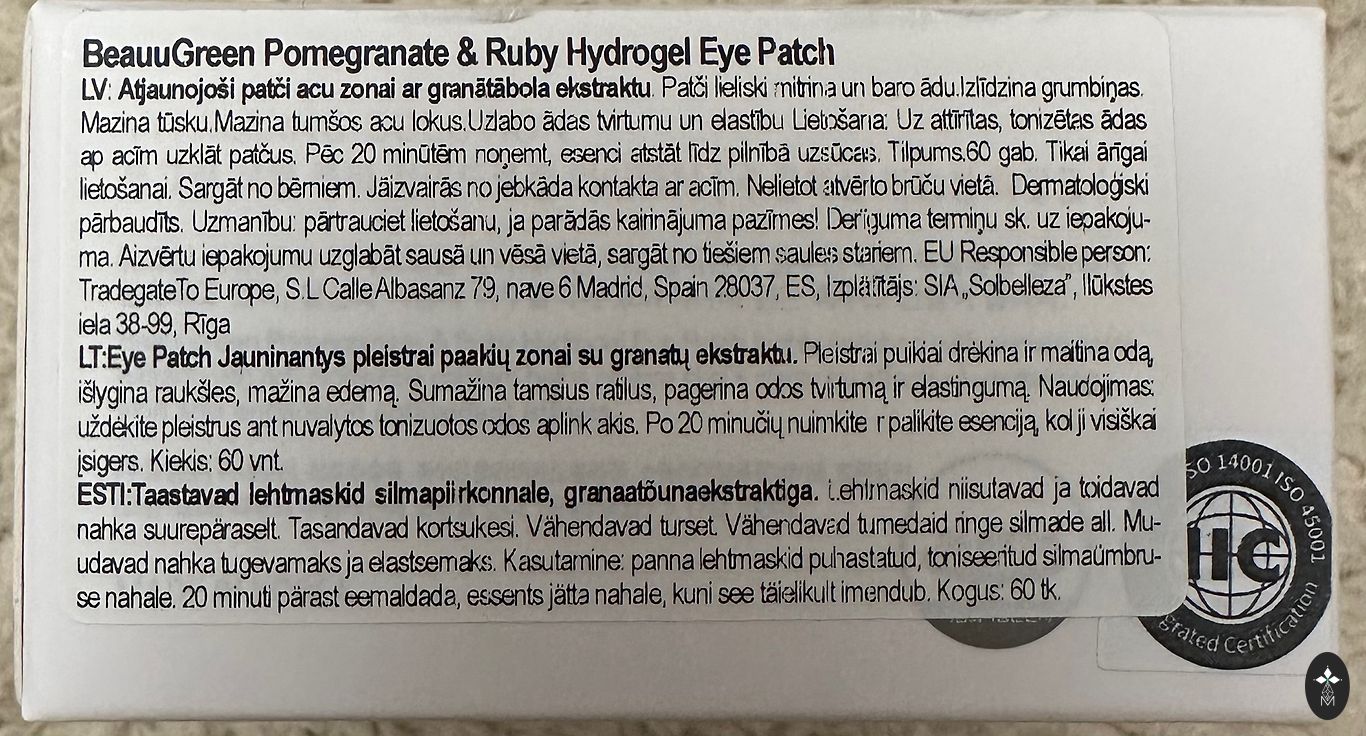 BeauuGreen Pomegranate & Ruby Hydrogel Eye Patch
LV: Atjaunojoši patči acu zonai ar granātābola ekstraktu. Patči lieliski mitrina un baro ādu.Izlīdzina grumbiņas.
Mazina tūsku.Mazina tumšos acu lokus.Uzlabo ādas tvirtumu un elastību Lietošana: Uz attīrītas, tonizētas ādas
ap acīm uzklāt patčus. Pēc 20 minūtēm noņemt, esenci atstāt līdz pilnībā uzsūcas. Tilpums.60 gab. Tikai ārīgai
lietošanai. Sargāt no bērniem. Jāizvairās no jebkāda kontakta ar acīm. Nelietot atvērto brūču vietā. Dermatoloģiski
pārbaudīts. Uzmanību: pārtrauciet lietošanu, ja parādās kairinājuma pazīmes! Derīguma termiņu sk. uz iepakoju-
ma. Aizvērtu iepakojumu uzglabāt sausā un vēsā vietā, sargāt no tiešiem saules stariem. EU Responsible person:
TradegateTo Europe, S.L Calle Albasanz 79, nave 6 Madrid, Spain 28037, ES, Izplātītājs: SIA „Solbelleza”, Ilūkstes
iela 38-99, Rīga
LT:Eye Patch Jauninantys pleistrai paakių zonai su granatų ekstraktu. Pleistrai puikiai drėkina ir maitina odą,
išlygina raukšles, mažina edemą. Sumažina tamsius ratilus, pagerina odos tvirtumą ir elastingumą. Naudojimas:
uždėkite pleistrus ant nuvalytos tonizuotos odos aplink akis. Po 20 minučių nuimkite ir palikite esenciją, kol ji visiškai
įsigers. Kiekis: 60 vnt.
ESTI:Taastavad lehtmaskid silmapiirkonnale, granaatõunaekstraktiga. Lehtmaskid niisutavad ja toidavad
nahka suurepäraselt. Tasandavad kortsukesi. Vähendavad turset. Vähendavad tumedaid ringe silmade all. Mu-
udavad nahka tugevamaks ja elastsemaks. Kasutamine: panna lehtmaskid puhastatud, toniseeritud silmaümbru-
se nahale. 20 minuti pärast eemaldada, essents jätta nahale, kuni see täielikult imendub. Kogus: 60 tk.
ISO 14001 ISO 45001
HC
grated Certification
M